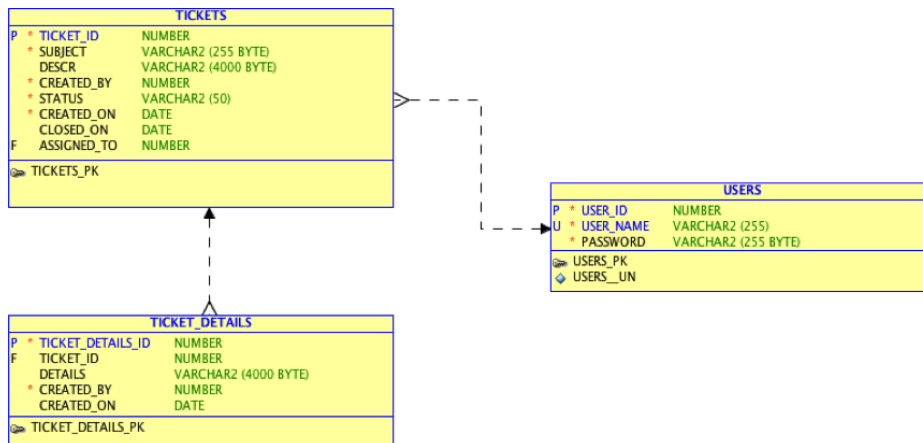 TICKETS
P * TICKET_ID NUMBER
* SUBJECT VARCHAR2 (255 BYTE)
DESCR VARCHAR2 (4000 BYTE)
* CREATED_BY NUMBER
* STATUS VARCHAR2 (50)
* CREATED_ON DATE
CLOSED_ON DATE
F ASSIGNED_TO NUMBER
TICKETS_PK
USERS
P * USER_ID NUMBER
U * USER_NAME VARCHAR2 (255)
* PASSWORD VARCHAR2 (255 BYTE)
USERS_PK
USERS__UN
TICKET_DETAILS
P * TICKET_DETAILS_ID NUMBER
F TICKET_ID NUMBER
DETAILS VARCHAR2 (4000 BYTE)
* CREATED_BY NUMBER
CREATED_ON DATE
TICKET_DETAILS_PK